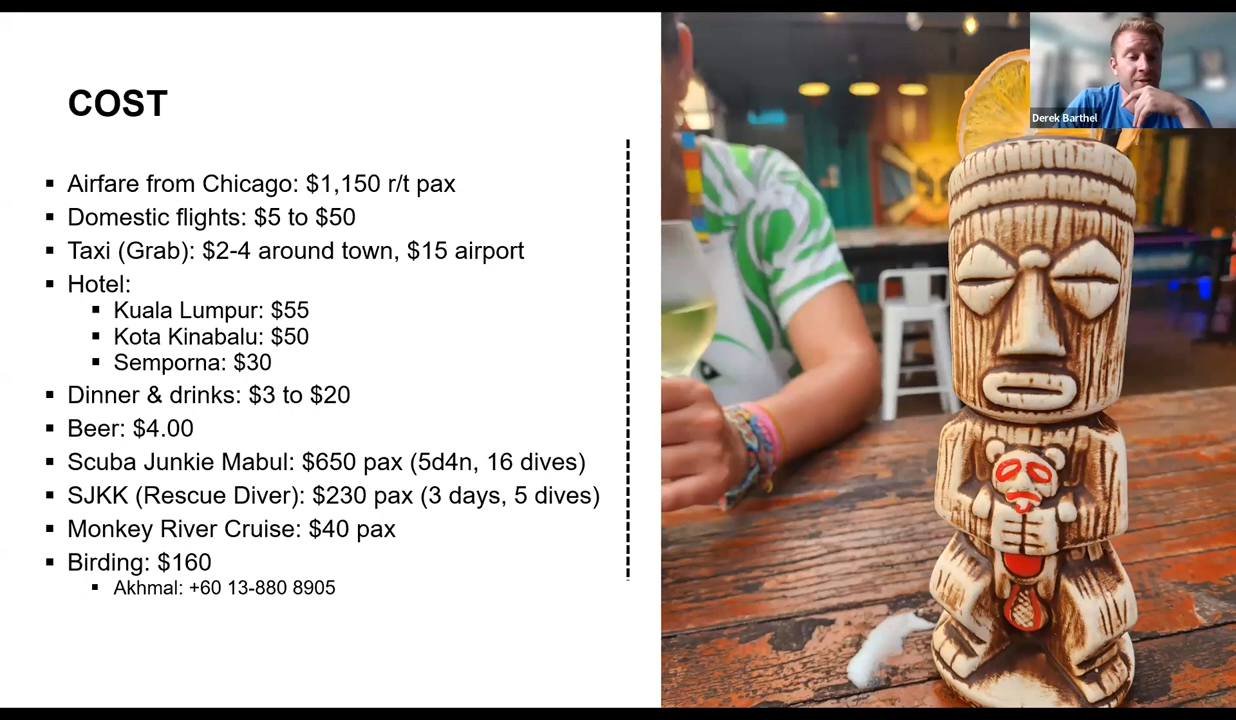 COST
Airfare from Chicago: $1,150 r/t pax
Domestic flights: $5 to $50
Taxi (Grab): $2-4 around town, $15 airport
Hotel:
Kuala Lumpur: $55
Kota Kinabalu: $50
Semporna: $30
Dinner & drinks: $3 to $20
Beer: $4.00
Scuba Junkie Mabul: $650 pax (5d4n, 16 dives)
SJKK (Rescue Diver): $230 pax (3 days, 5 dives)
Monkey River Cruise: $40 pax
Birding: $160
Akhmal: +60 13-880 8905
Derek Barthel